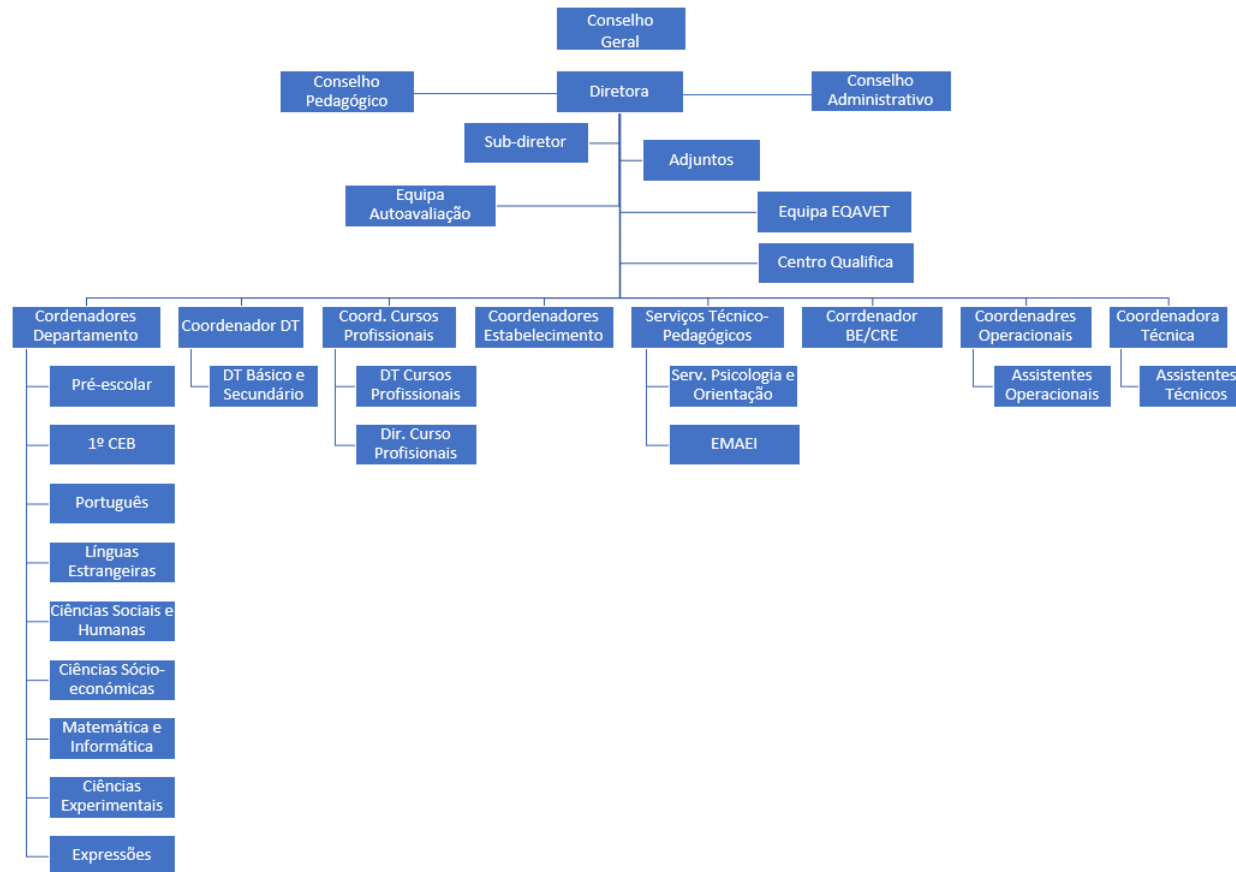 Conselho
Geral
Conselho
Pedagógico
Diretora
Conselho
Administrativo
Sub-diretor
Adjuntos
Equipa
Autoavaliação
Equipa EQAVET
Centro Qualifica
Cordenadores
Departamento
Coordenador DT
Coord. Cursos
Profissionais
Coordenadores
Estabelecimento
Serviços Técnico-
Pedagógicos
Corrdenador
BE/CRE
Coordenadres
Operacionais
Coordenadora
Técnica
Pré-escolar
DT Básico e
Secundário
DT Cursos
Profissionais
Serv. Psicologia e
Orientação
Assistentes
Operacionais
Assistentes
Técnicos
1º CEB
Dir. Curso
Profisionais
EMAEI
Português
Línguas
Estrangeiras
Ciências Sociais e
Humanas
Ciências Sócio-
económicas
Matemática e
Informática
Ciências
Experimentais
Expressões